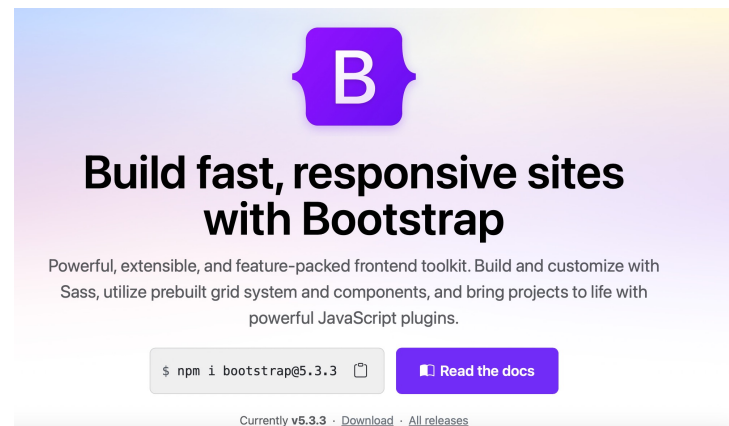 B
Build fast, responsive sites
with Bootstrap
Powerful, extensible, and feature-packed frontend toolkit. Build and customize with
Sass, utilize prebuilt grid system and components, and bring projects to life with
powerful JavaScript plugins.
$ npm i bootstrap@5.3.3
Read the docs
Currently v5.3.3 · Download · All releases